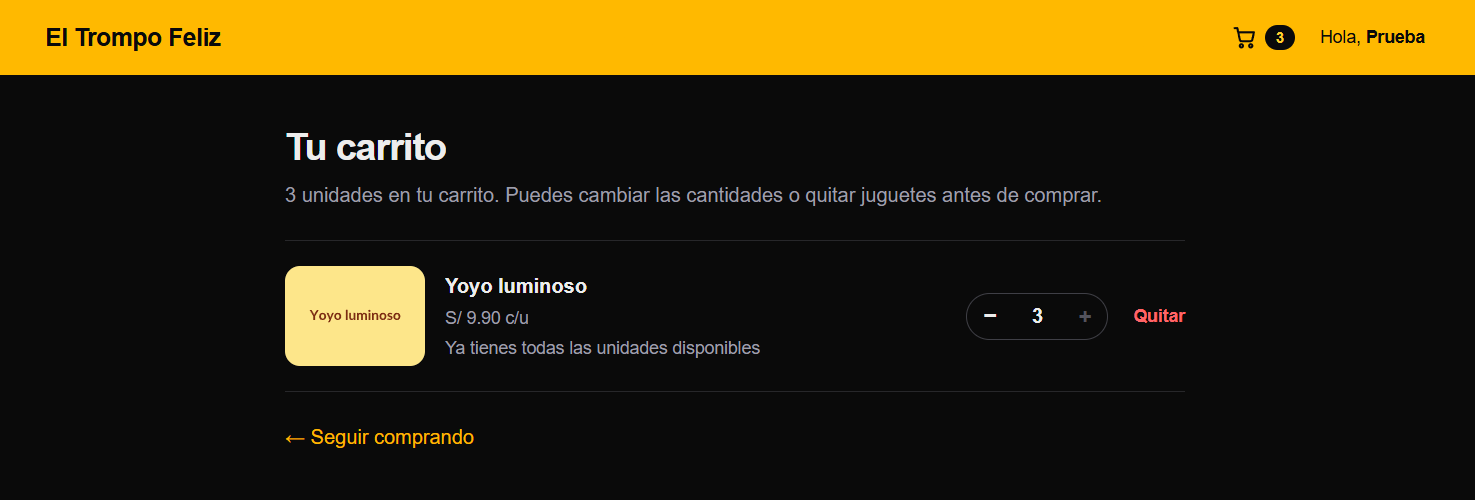 El Trompo Feliz
3
Hola, Prueba
Tu carrito
3 unidades en tu carrito. Puedes cambiar las cantidades o quitar juguetes antes de comprar.
Yoyo luminoso
Yoyo luminoso
S/ 9.90 c/u
Ya tienes todas las unidades disponibles
− 3 +
Quitar
← Seguir comprando